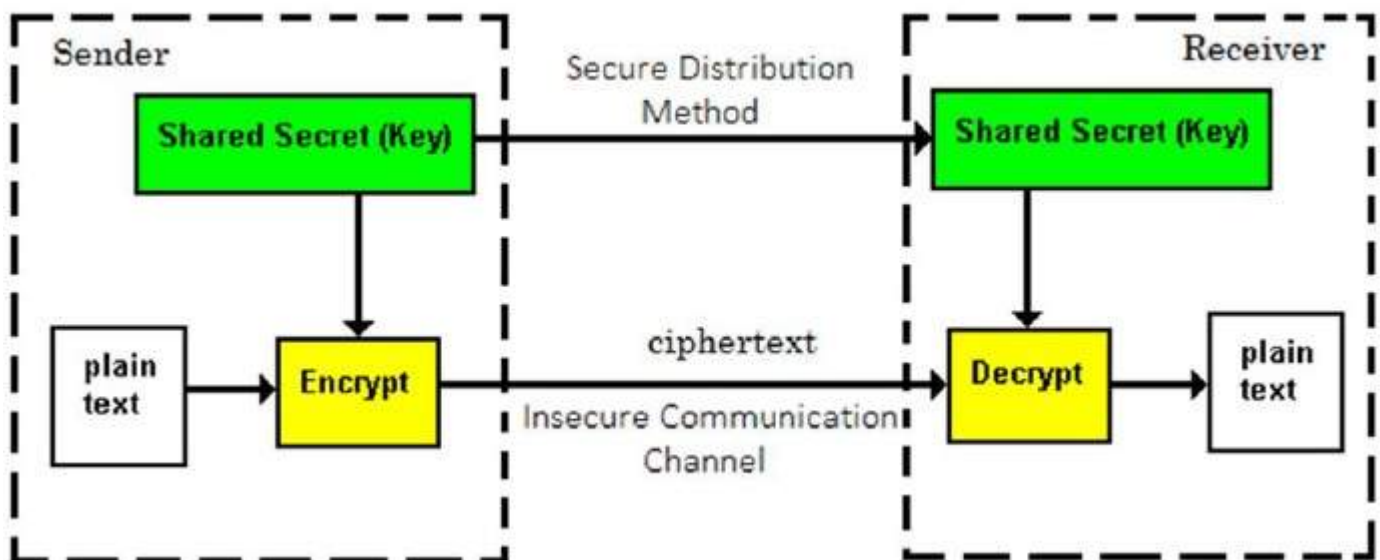 Sender
Receiver
Secure Distribution
Method
Shared Secret (Key)
Shared Secret (Key)
plain
text
Encrypt
ciphertext
Insecure Communication
Channel
Decrypt
plain
text